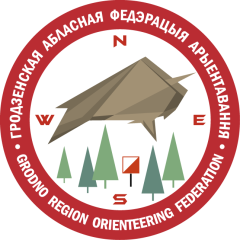 • ГРОДЗЕНСКАЯ АБЛАСНАЯ ФЕДЭРАЦЫЯ АРЫЕНТАВАННЯ •
N
W E
S
GRODNO REGION ORIENTEERING FEDERATION